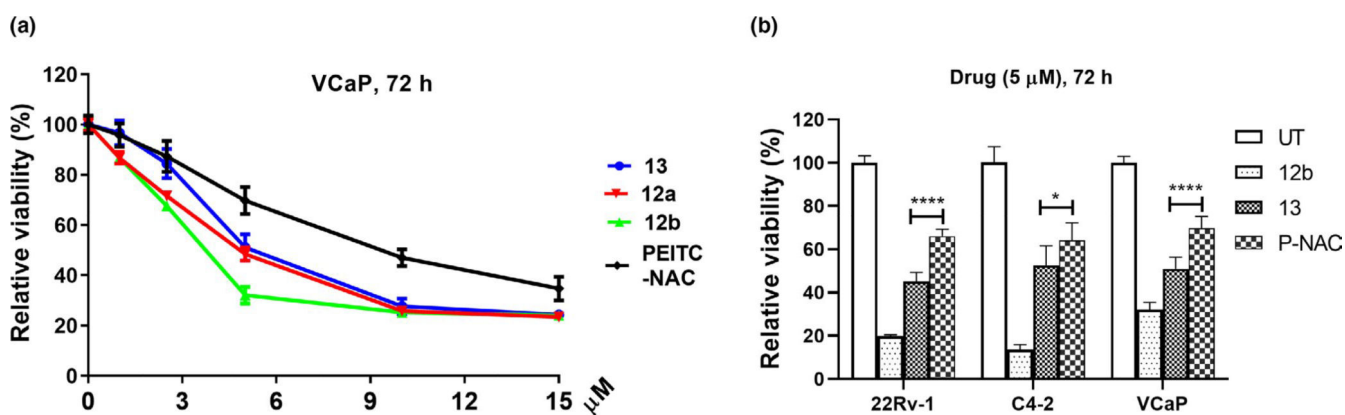 (a)
VCaP, 72 h
Relative viability (%)
120
100
80
60
40
20
0
0 3 6 9 12 15 μM
13
12a
12b
PEITC
-NAC
(b)
Drug (5 μM), 72 h
Relative viability (%)
120
100
80
60
40
20
0
**** * ****
22Rv-1 C4-2 VCaP
UT
12b
13
P-NAC